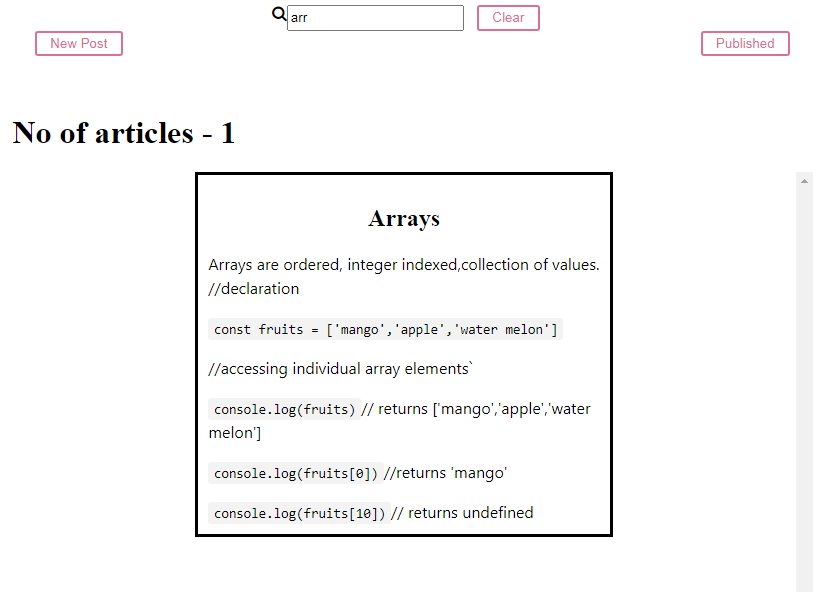 arr
Clear
New Post
Published
No of articles - 1
Arrays
Arrays are ordered, integer indexed,collection of values.
//declaration
const fruits = ['mango','apple','water melon']
//accessing individual array elements`
console.log(fruits) // returns ['mango','apple','water
melon']
console.log(fruits[0]) //returns 'mango'
console.log(fruits[10]) // returns undefined